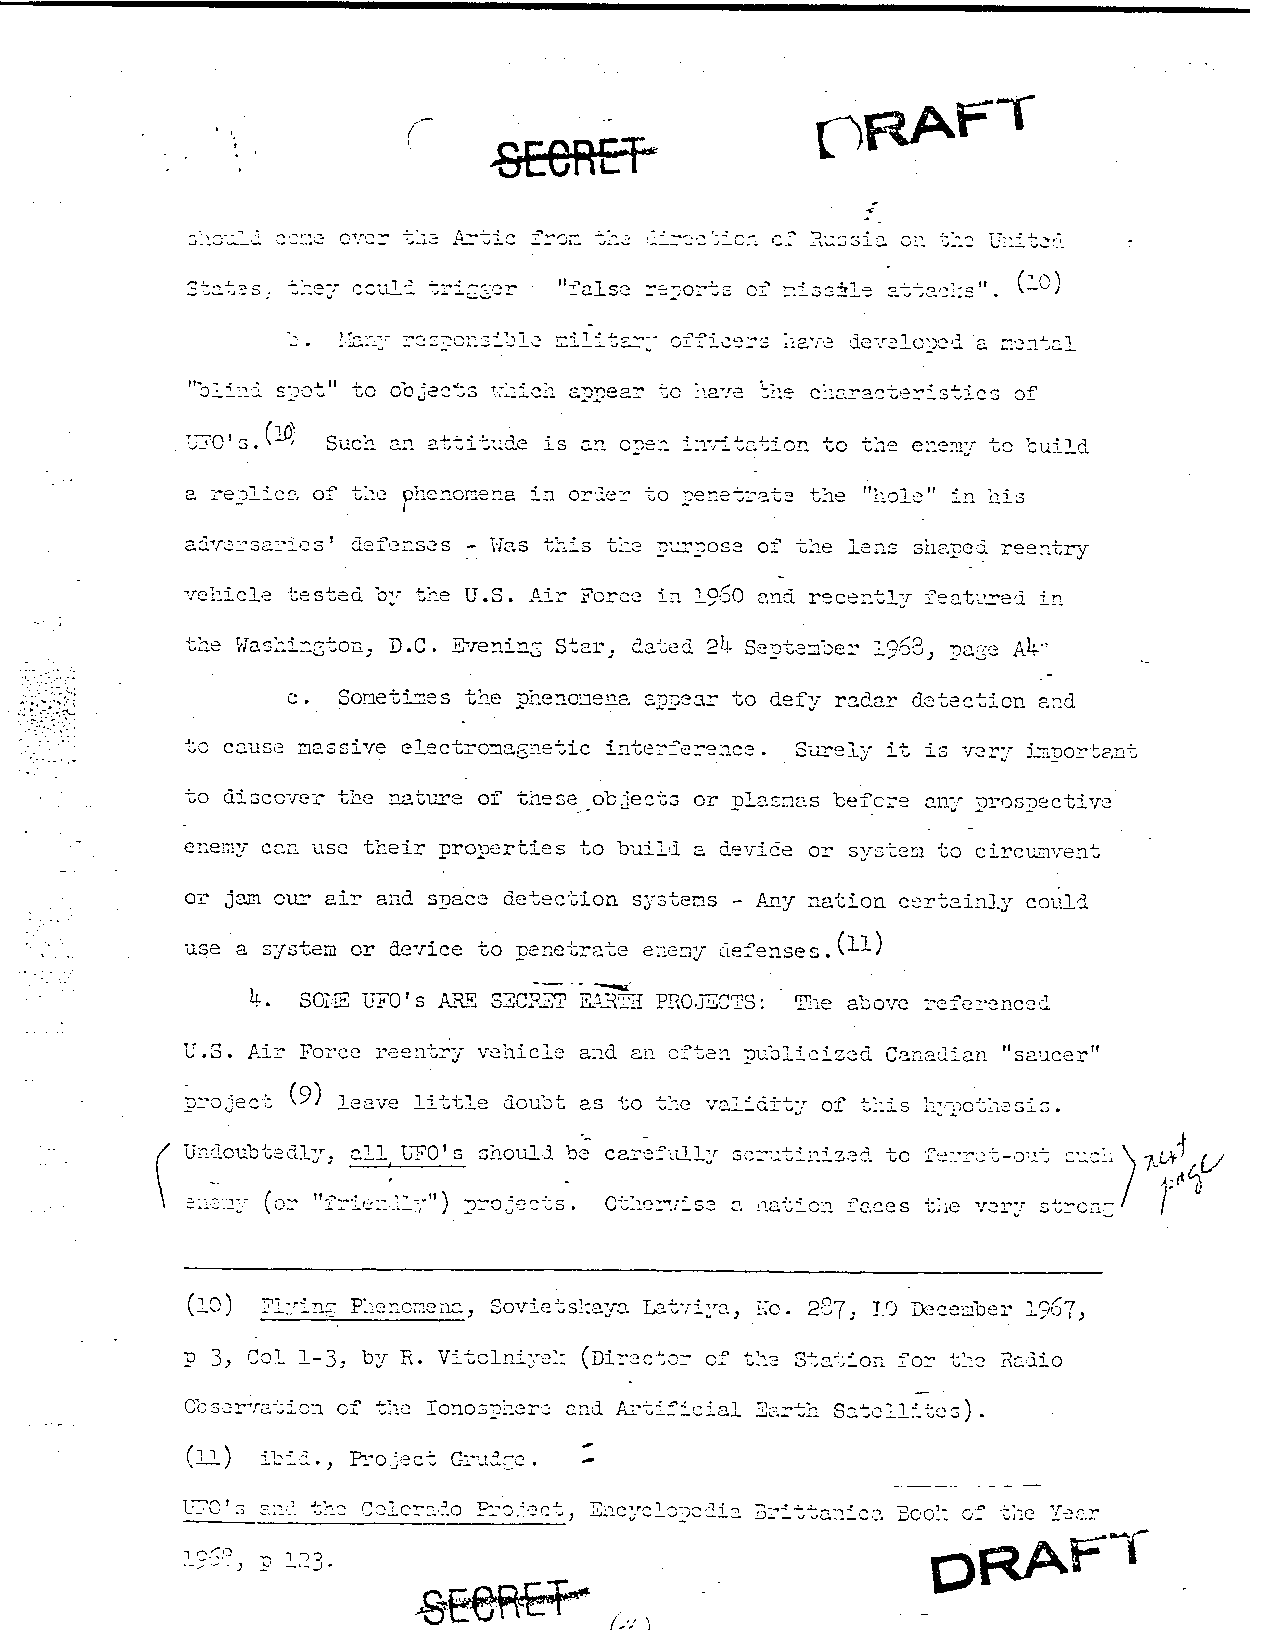 DRAFT
SECRET
should come over the Artic from the direction of Russia on the United
States, they could trigger "false reports of missile attacks". (10)
b. Many responsible military officers have developed a mental
"blind spot" to objects which appear to have the characteristics of
UFO's.(10) Such an attitude is an open invitation to the enemy to build
a replica of the phenomena in order to penetrate the "hole" in his
adversaries' defenses - Was this the purpose of the lens shaped reentry
vehicle tested by the U.S. Air Force in 1960 and recently featured in
the Washington, D.C. Evening Star, dated 24 September 1968, page A4"
c. Sometimes the phenomena appear to defy radar detection and
to cause massive electromagnetic interference. Surely it is very important
to discover the nature of these objects or plasmas before any prospective
enemy can use their properties to build a device or system to circumvent
or jam our air and space detection systems - Any nation certainly could
use a system or device to penetrate enemy defenses.(11)
4. SOME UFO's ARE SECRET EARTH PROJECTS: The above referenced
U.S. Air Force reentry vehicle and an often publicized Canadian "saucer"
project (9) leave little doubt as to the validity of this hypothesis.
Undoubtedly, all UFO's should be carefully scrutinized to ferret-out such
enemy (or "friendly") projects. Otherwise a nation faces the very strong
next
page
(10) Flying Phenomena, Sovietskaya Latviya, No. 287, 10 December 1967,
p 3, Col 1-3, by R. Vitolniyek (Director of the Station for the Radio
Observation of the Ionosphere and Artificial Earth Satellites).
(11) ibid., Project Grudge.
UFO's and the Colorado Project, Encyclopedia Brittanica Book of the Year
p 123.
DRAFT
SECRET